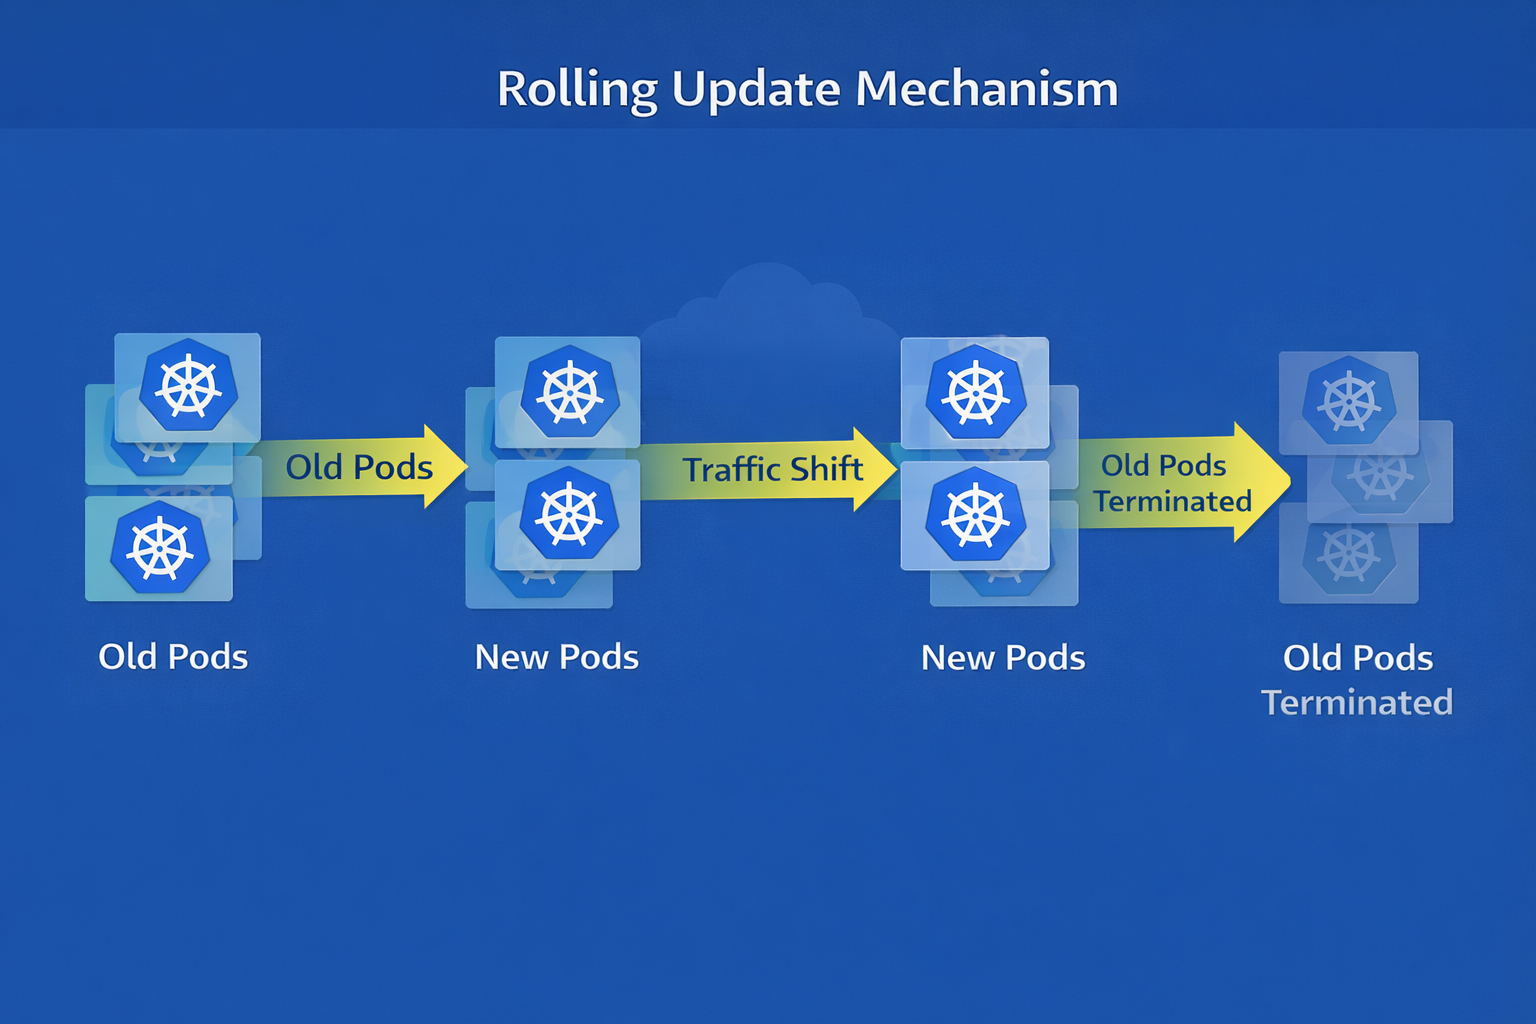 Rolling Update Mechanism
Old Pods
Traffic Shift
Old Pods
Terminated
Old Pods
New Pods
New Pods
Old Pods
Terminated